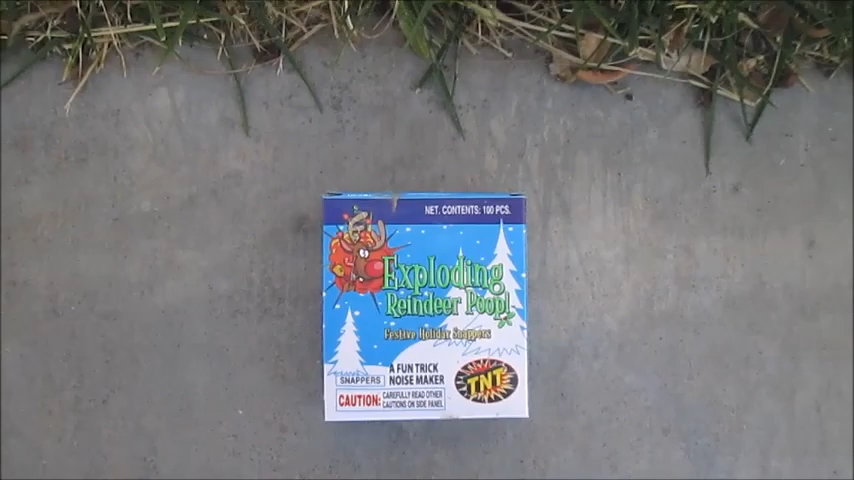 NET. CONTENTS: 100 PCS.
Exploding
Reindeer Poop!
Festive Holiday Snappers
A FUN TRICK
NOISE MAKER
SNAPPERS
TNT
CAUTION: CAREFULLY READ OTHER
CAUTIONS ON SIDE PANEL